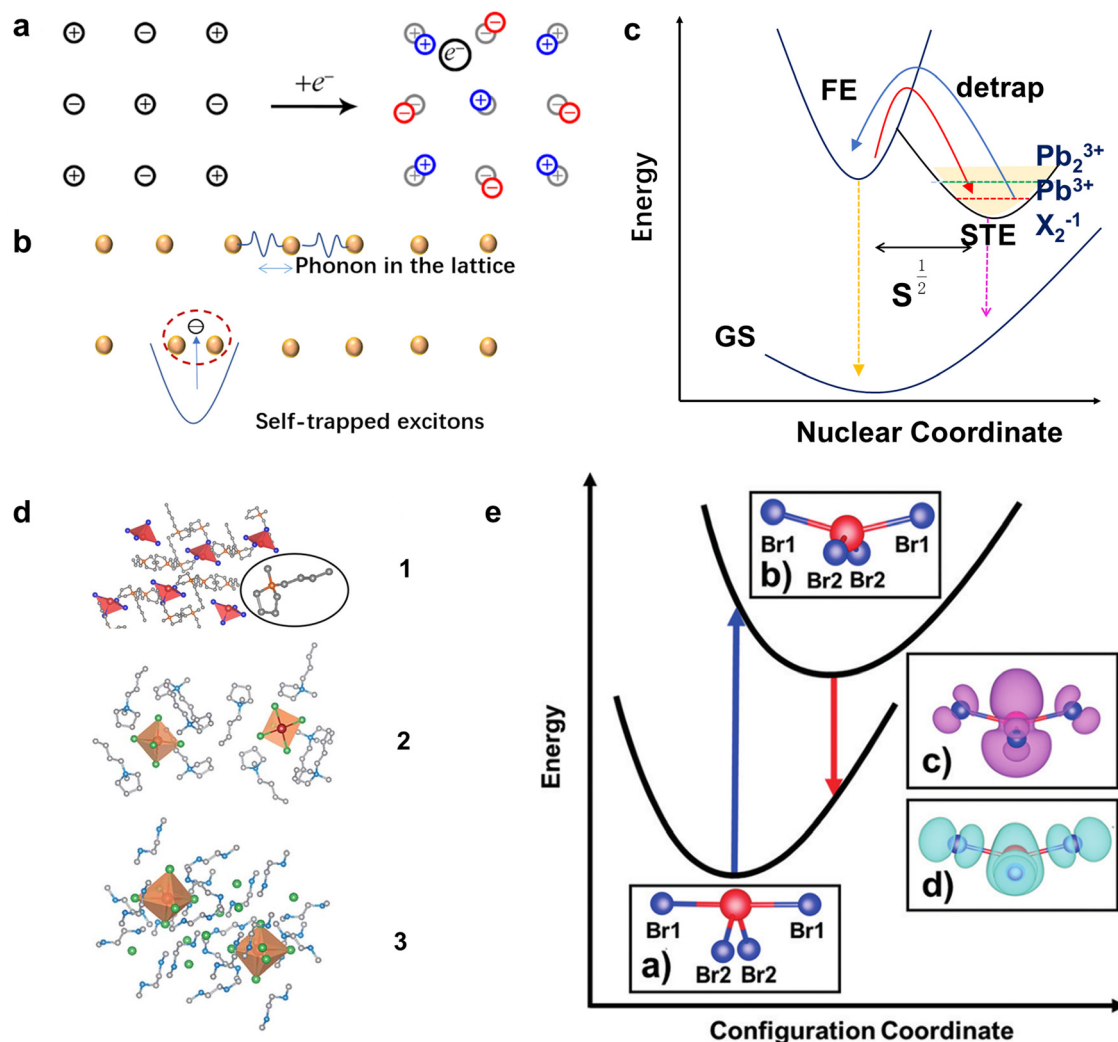 a
+ − +
− + −
+ − +
+e⁻
e⁻
− + − +
− + −
+ − +
b
Phonon in the lattice
−
Self-trapped excitons
c
Energy
FE
detrap
Pb₂³⁺
Pb³⁺
X₂⁻¹
STE
S^½
GS
Nuclear Coordinate
d
1
2
3
e
Energy
Br1 Br1
b) Br2 Br2
c)
d)
Br1 Br1
a) Br2 Br2
Configuration Coordinate